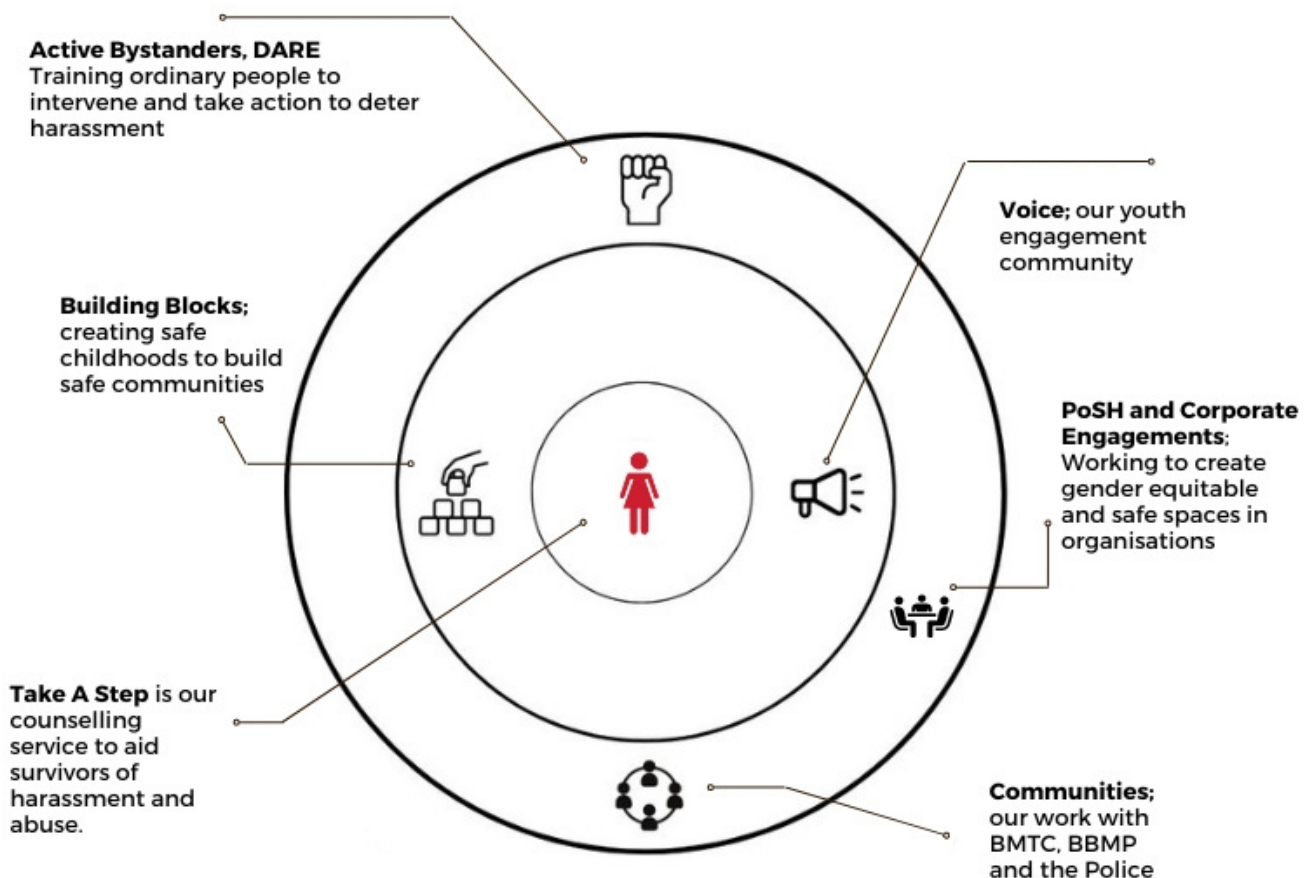 Active Bystanders, DARE
Training ordinary people to
intervene and take action to deter
harassment
Voice; our youth
engagement
community
Building Blocks;
creating safe
childhoods to build
safe communities
PoSH and Corporate
Engagements;
Working to create
gender equitable
and safe spaces in
organisations
Take A Step is our
counselling
service to aid
survivors of
harassment and
abuse.
Communities;
our work with
BMTC, BBMP
and the Police